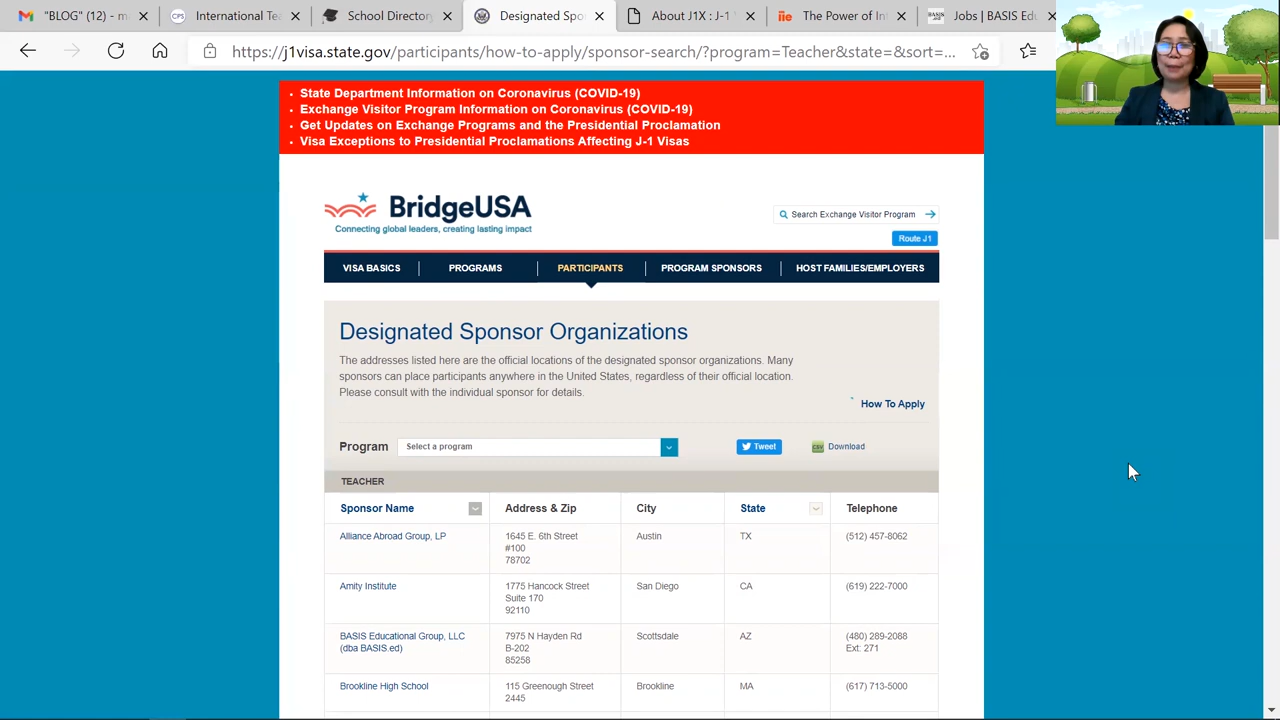 "BLOG" (12) - m
CPS
International Tea
School Directory
Designated Spo
About J1X - J-1
iie
The Power of In
BASIS
Jobs | BASIS Ed
https://j1visa.state.gov/participants/how-to-apply/sponsor-search/?program=Teacher&state=&sort=...
State Department Information on Coronavirus (COVID-19)
Exchange Visitor Program Information on Coronavirus (COVID-19)
Get Updates on Exchange Programs and the Presidential Proclamation
Visa Exceptions to Presidential Proclamations Affecting J-1 Visas
BridgeUSA
Connecting global leaders, creating lasting impact
Search Exchange Visitor Program
Route J1
VISA BASICS
PROGRAMS
PARTICIPANTS
PROGRAM SPONSORS
HOST FAMILIES/EMPLOYERS
Designated Sponsor Organizations
The addresses listed here are the official locations of the designated sponsor organizations. Many
sponsors can place participants anywhere in the United States, regardless of their official location.
Please consult with the individual sponsor for details.
How To Apply
Program
Select a program
Tweet
CSV
Download
TEACHER
Sponsor Name
Address & Zip
City
State
Telephone
Alliance Abroad Group, LP
1645 E. 6th Street
#100
78702
Austin
TX
(512) 457-8062
Amity Institute
1775 Hancock Street
Suite 170
92110
San Diego
CA
(619) 222-7000
BASIS Educational Group, LLC
(dba BASIS.ed)
7975 N Hayden Rd
B-202
85258
Scottsdale
AZ
(480) 289-2088
Ext: 271
Brookline High School
115 Greenough Street
2445
Brookline
MA
(617) 713-5000